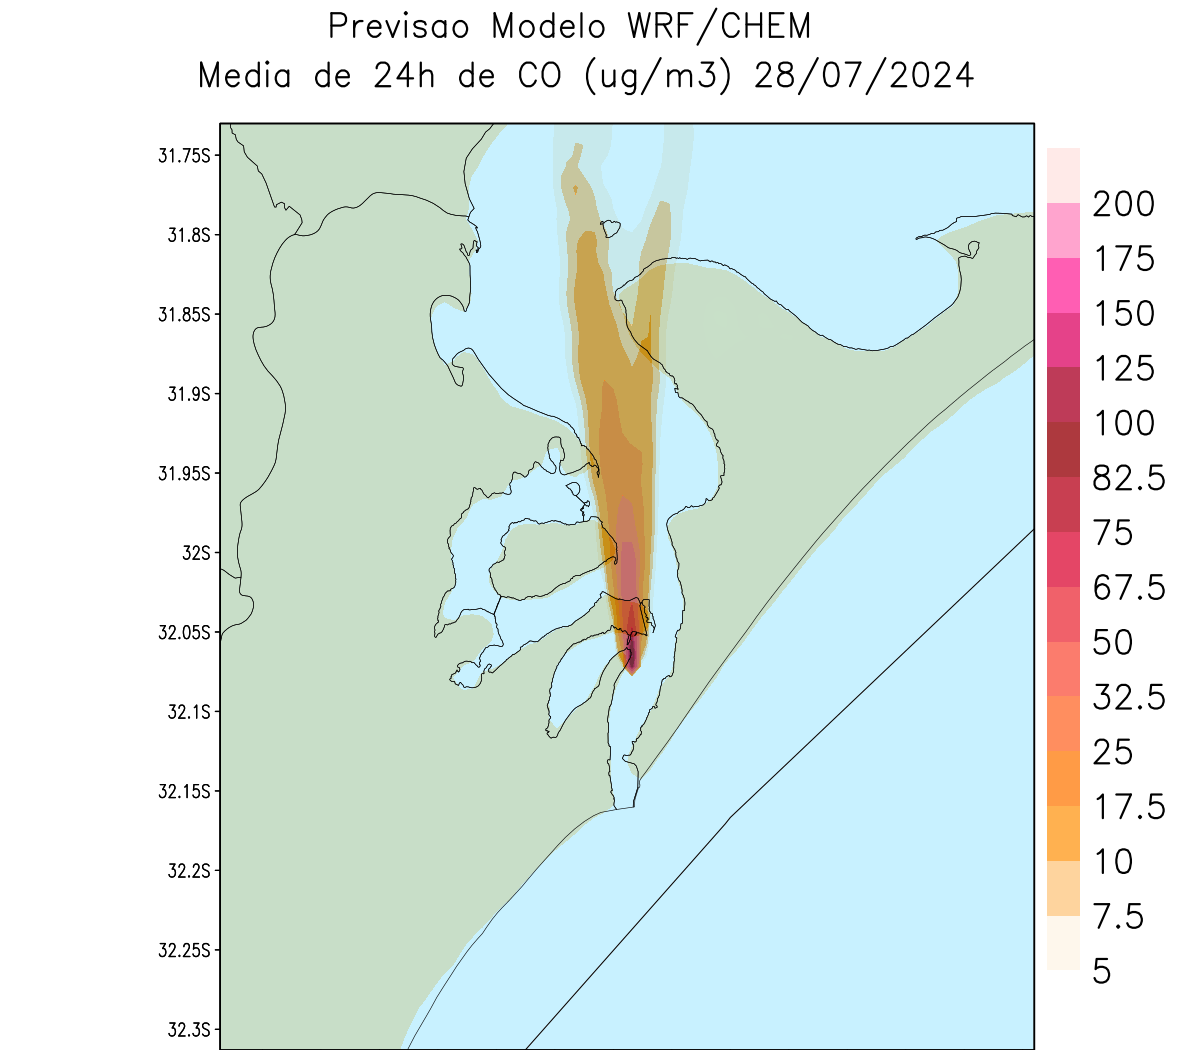 Previsao Modelo WRF/CHEM
Media de 24h de CO (ug/m3) 28/07/2024
31.75S
31.8S
31.85S
31.9S
31.95S
32S
32.05S
32.1S
32.15S
32.2S
32.25S
32.3S
200
175
150
125
100
82.5
75
67.5
50
32.5
25
17.5
10
7.5
5